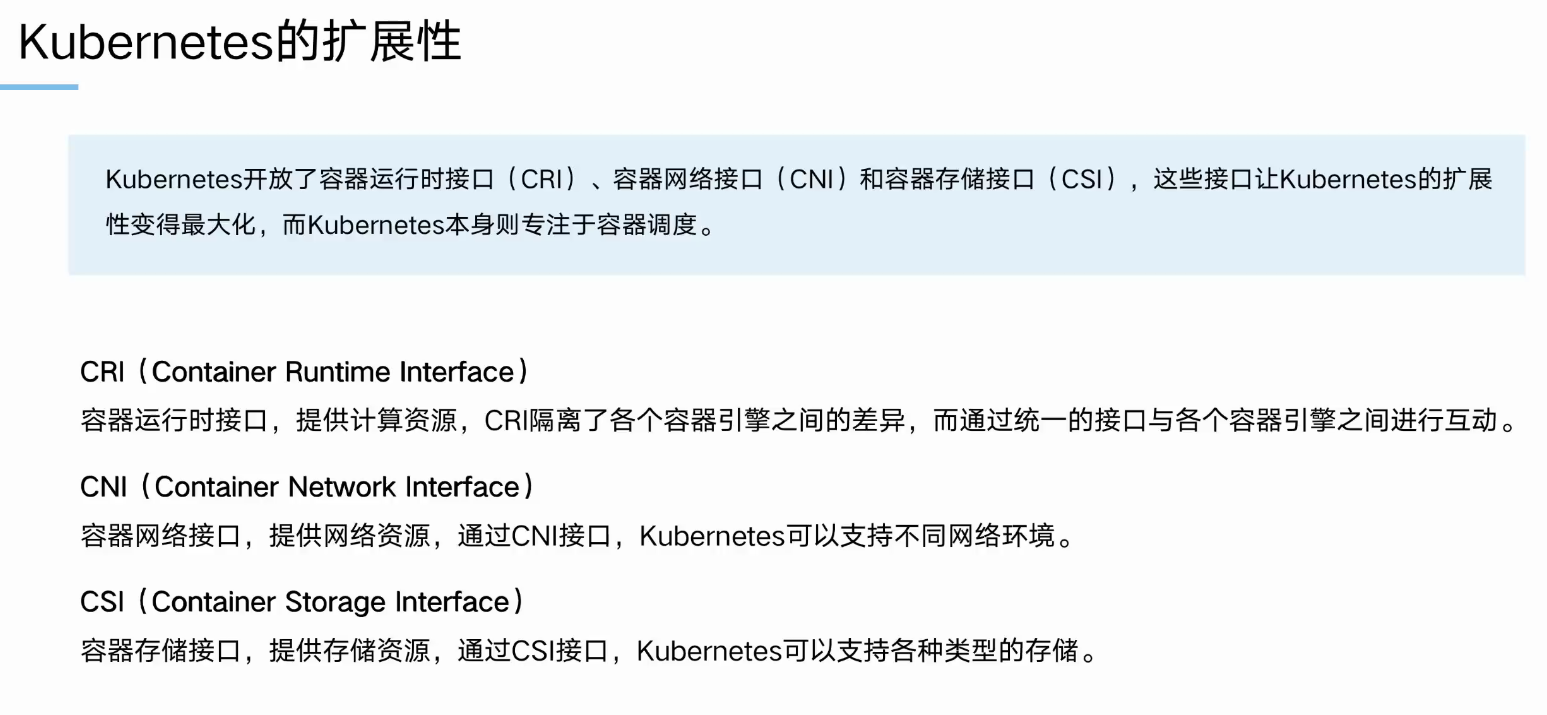 Kubernetes的扩展性
Kubernetes开放了容器运行时接口（CRI）、容器网络接口（CNI）和容器存储接口（CSI），这些接口让Kubernetes的扩展
性变得最大化，而Kubernetes本身则专注于容器调度。
CRI（Container Runtime Interface）
容器运行时接口，提供计算资源，CRI隔离了各个容器引擎之间的差异，而通过统一的接口与各个容器引擎之间进行互动。
CNI（Container Network Interface）
容器网络接口，提供网络资源，通过CNI接口，Kubernetes可以支持不同网络环境。
CSI（Container Storage Interface）
容器存储接口，提供存储资源，通过CSI接口，Kubernetes可以支持各种类型的存储。